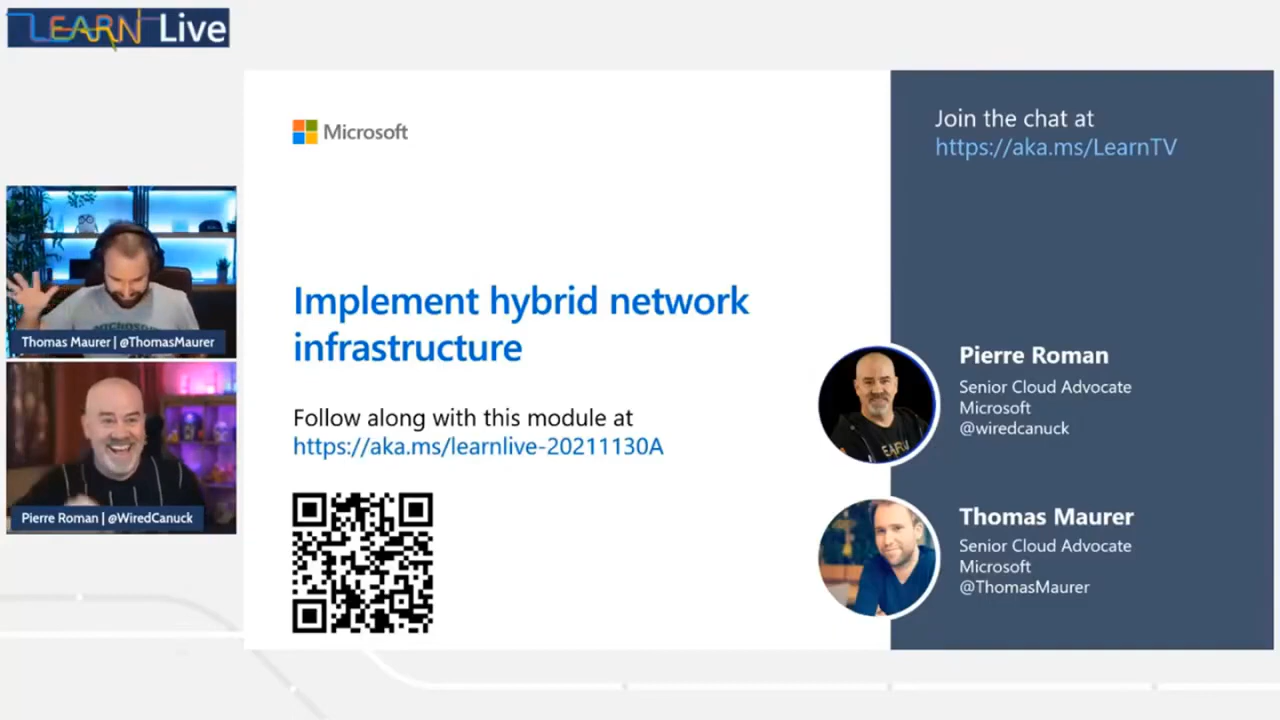 LEARN Live
Microsoft
Implement hybrid network
infrastructure
Follow along with this module at
https://aka.ms/learnlive-20211130A
Join the chat at
https://aka.ms/LearnTV
Pierre Roman
Senior Cloud Advocate
Microsoft
@wiredcanuck
Thomas Maurer
Senior Cloud Advocate
Microsoft
@ThomasMaurer
MICROSOFT
Thomas Maurer | @ThomasMaurer
Pierre Roman | @WiredCanuck